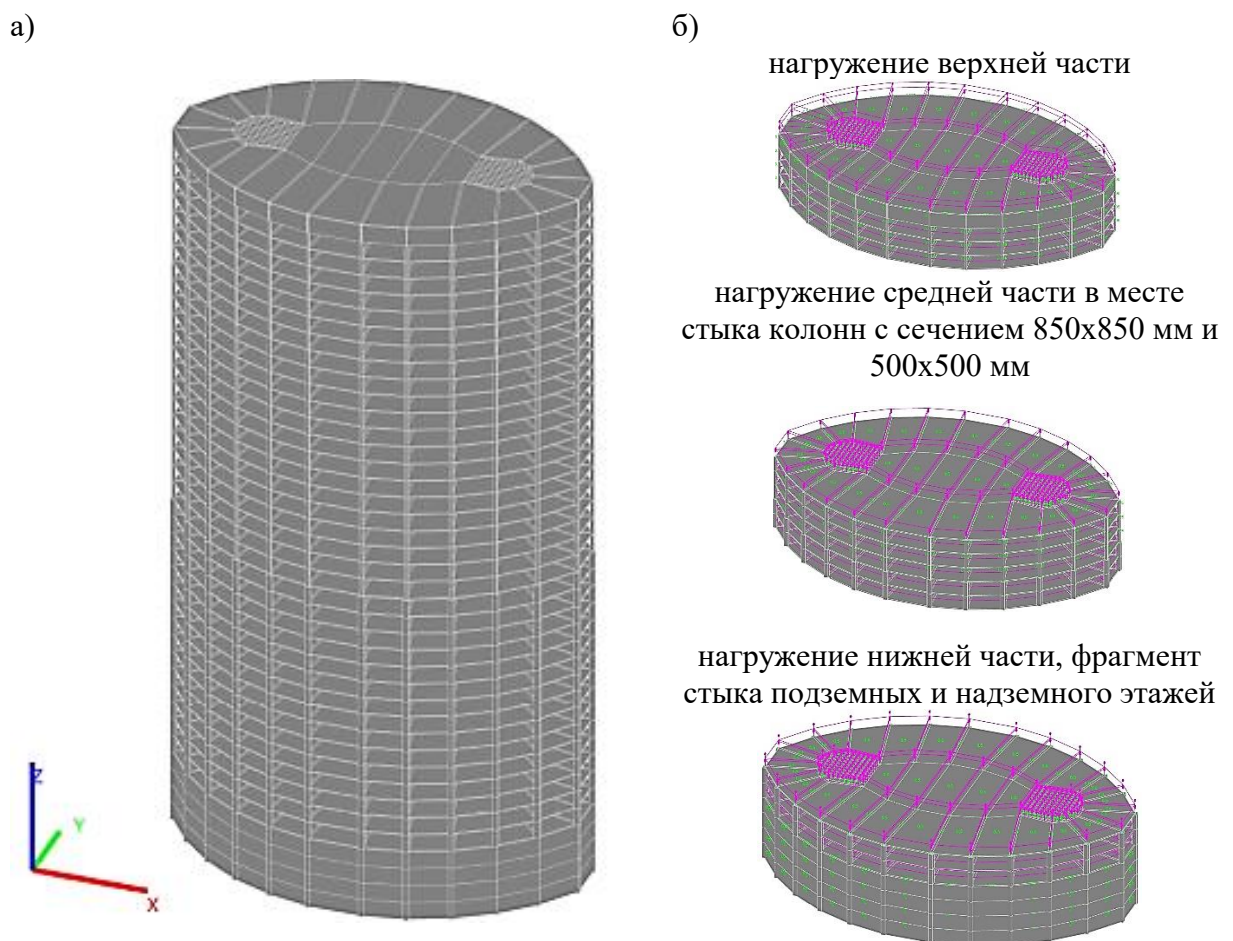 а)
б)
нагружение верхней части
нагружение средней части в месте
стыка колонн с сечением 850х850 мм и
500х500 мм
нагружение нижней части, фрагмент
стыка подземных и надземного этажей
Z
Y
X